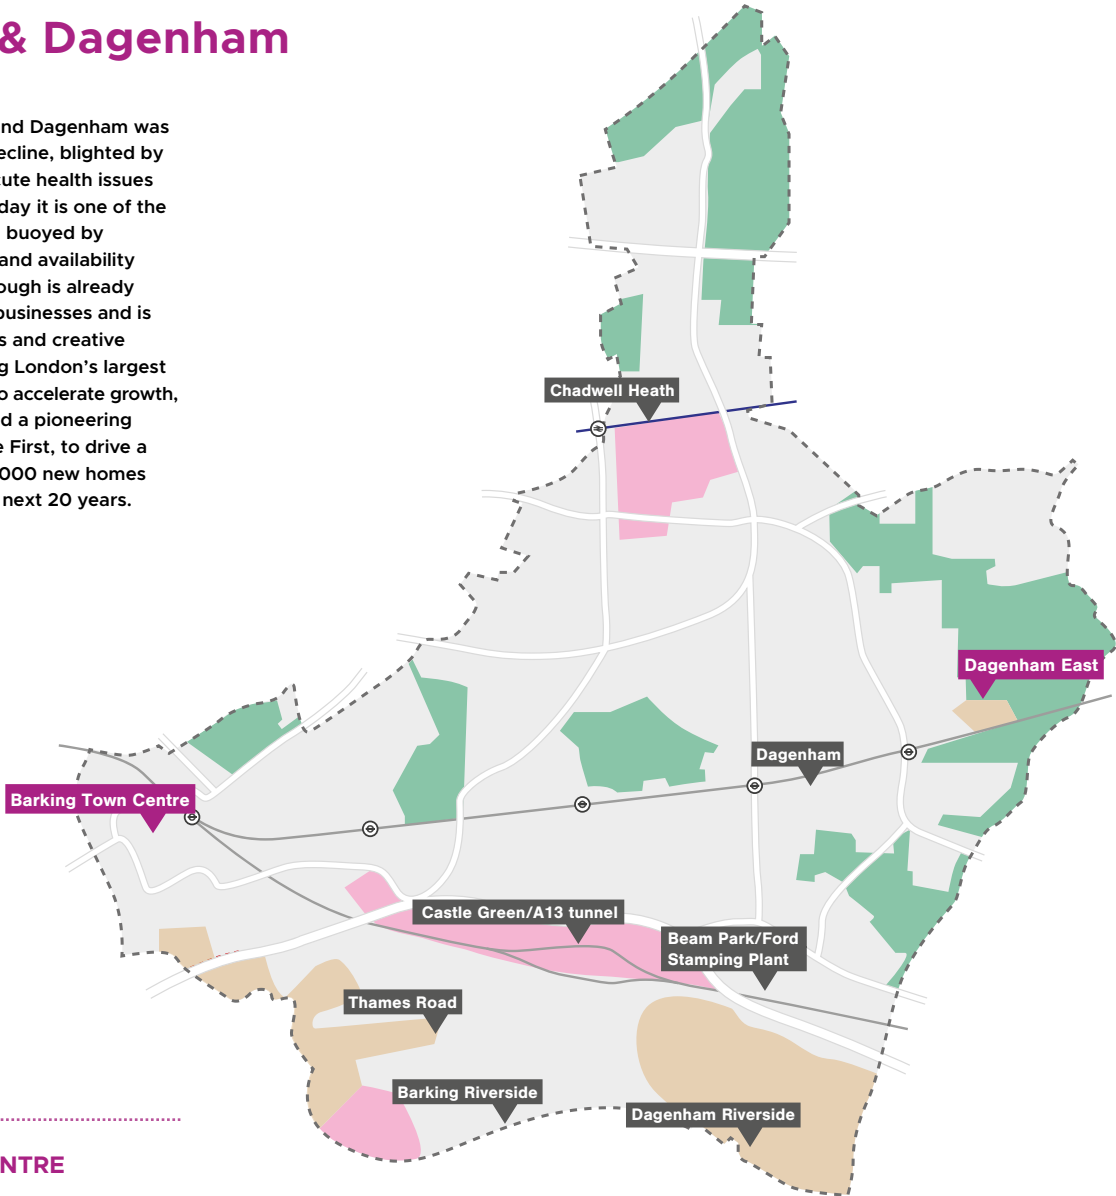 & Dagenham
nd Dagenham was
ecline, blighted by
cute health issues
day it is one of the
buoyed by
and availability
ough is already
businesses and is
s and creative
g London's largest
o accelerate growth,
d a pioneering
e First, to drive a
000 new homes
next 20 years.
Chadwell Heath
Dagenham East
Dagenham
Barking Town Centre
Castle Green/A13 tunnel
Beam Park/Ford
Stamping Plant
Thames Road
Barking Riverside
Dagenham Riverside
NTRE